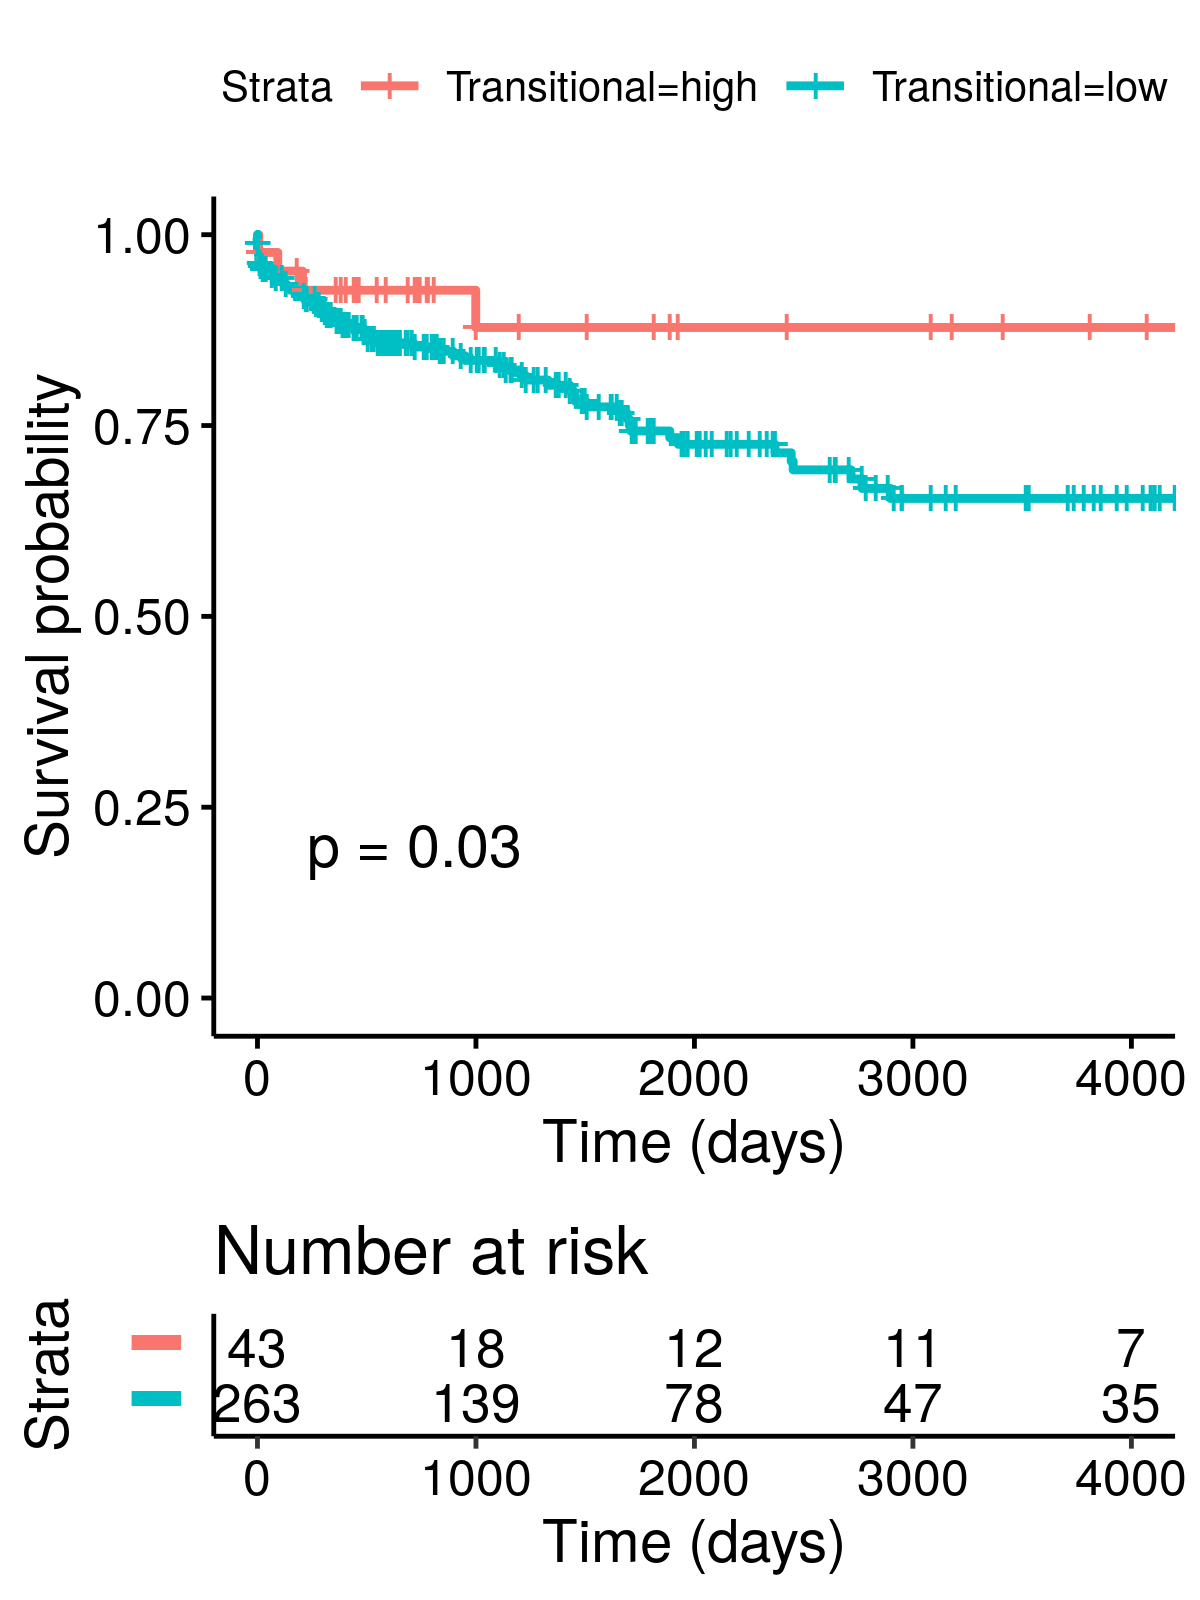 Strata Transitional=high Transitional=low
1.00
0.75
0.50
0.25
0.00
Survival probability
p = 0.03
0 1000 2000 3000 4000
Time (days)
Number at risk
Strata
43 18 12 11 7
263 139 78 47 35
0 1000 2000 3000 4000
Time (days)